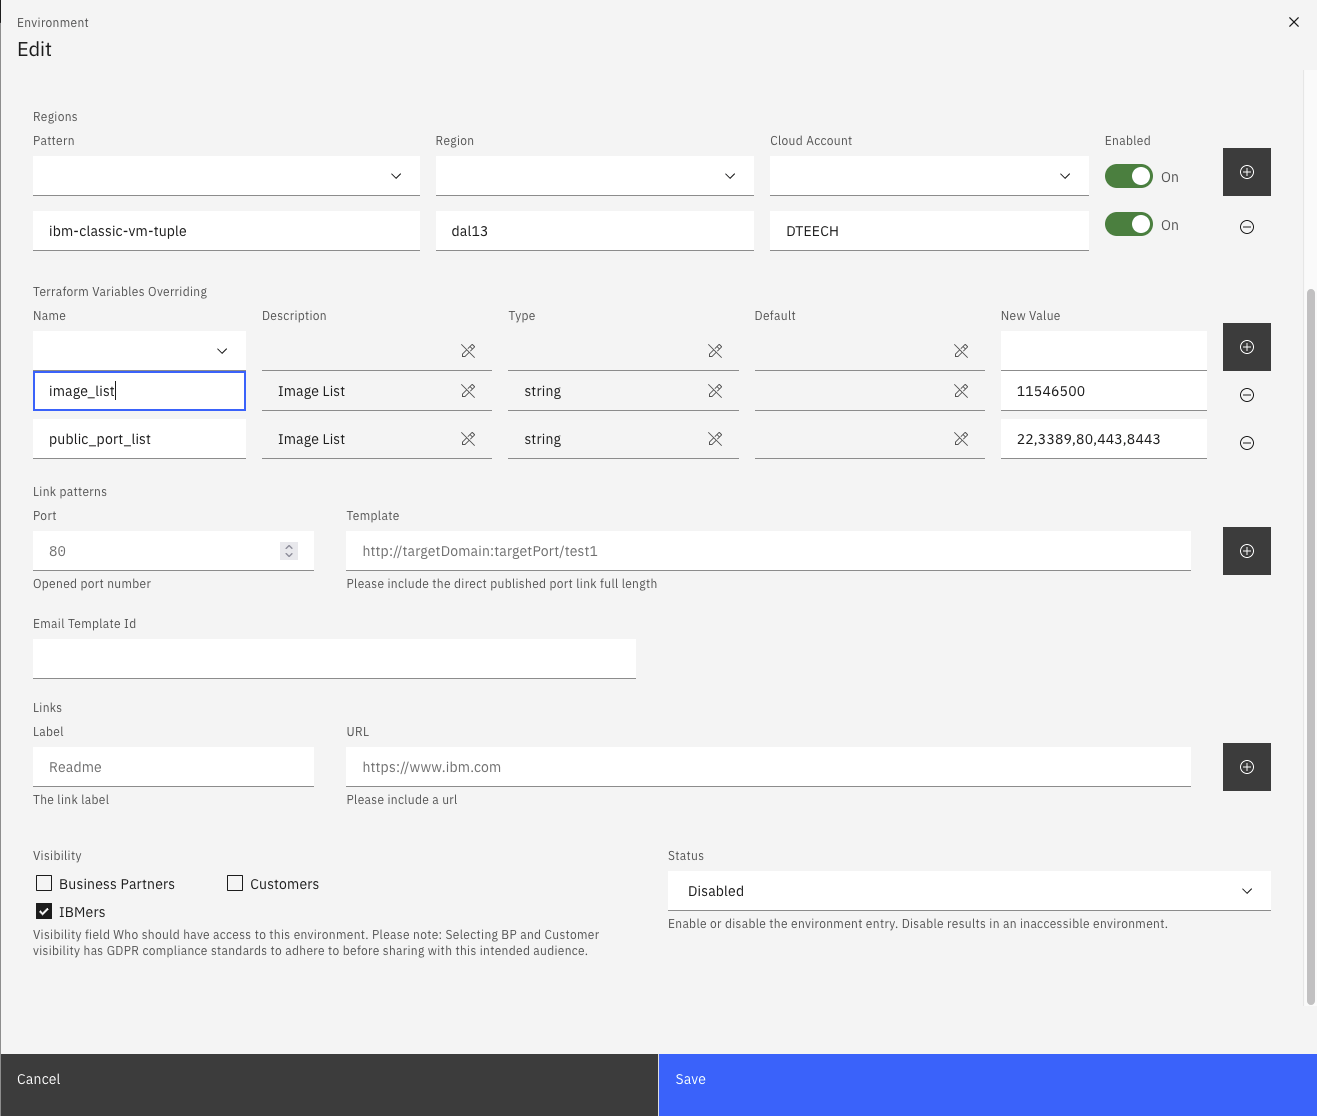 Environment
Edit
Regions
Pattern Region Cloud Account Enabled
On
ibm-classic-vm-tuple dal13 DTEECH On
Terraform Variables Overriding
Name Description Type Default New Value
image_list Image List string 11546500
public_port_list Image List string 22,3389,80,443,8443
Link patterns
Port Template
80 http://targetDomain:targetPort/test1
Opened port number Please include the direct published port link full length
Email Template Id
Links
Label URL
Readme https://www.ibm.com
The link label Please include a url
Visibility Status
Business Partners Customers Disabled
IBMers
Enable or disable the environment entry. Disable results in an inaccessible environment.
Visibility field Who should have access to this environment. Please note: Selecting BP and Customer
visibility has GDPR compliance standards to adhere to before sharing with this intended audience.
Cancel Save